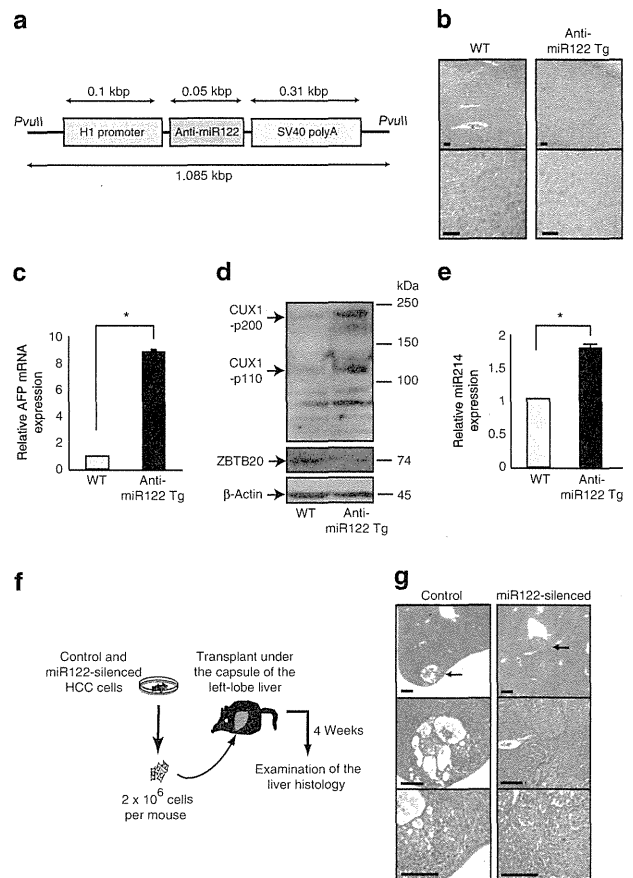 a
0.1 kbp
0.05 kbp
0.31 kbp
PvuII
PvuII
H1 promoter
Anti-miR122
SV40 polyA
1.085 kbp
b
WT
Anti-
miR122 Tg
c
Relative AFP mRNA
expression
10
8
6
4
2
0
*
WT
Anti-
miR122 Tg
d
kDa
CUX1
-p200
CUX1
-p110
250
150
100
ZBTB20
74
β-Actin
45
WT
Anti-
miR122 Tg
e
Relative miR214
expression
2
1.5
1
0.5
0
*
WT
Anti-
miR122 Tg
f
Control and
miR122-silenced
HCC cells
Transplant under
the capsule of the
left-lobe liver
4 Weeks
Examination of the
liver histology
2 x 10⁶ cells
per mouse
g
Control
miR122-silenced